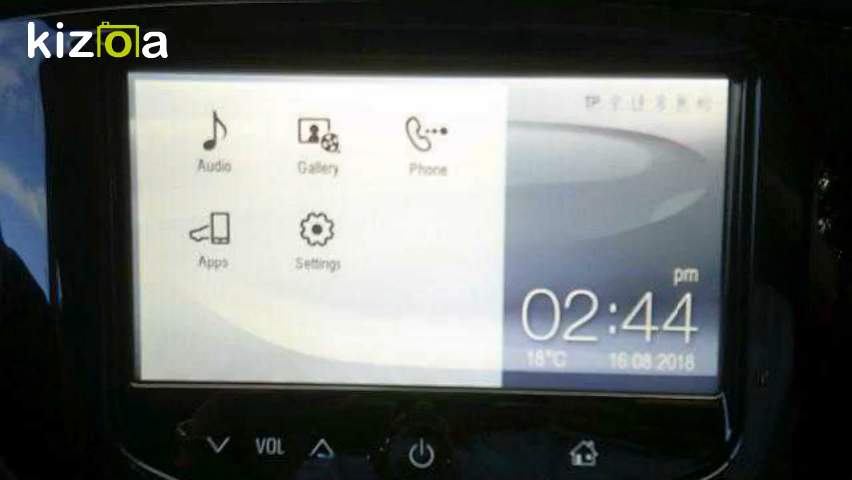 kizoa
TP
Audio
Gallery
Phone
Apps
Settings
pm
02:44
16°C
16 08 2018
VOL